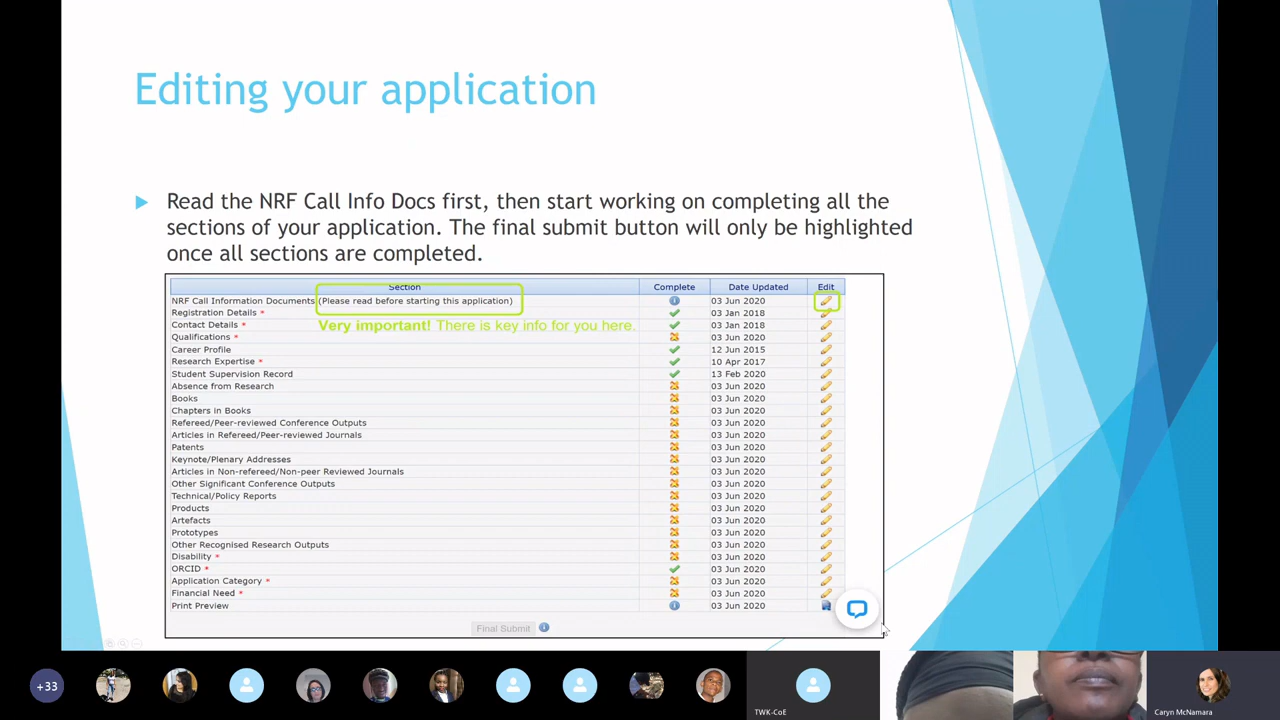 Editing your application
Read the NRF Call Info Docs first, then start working on completing all the
sections of your application. The final submit button will only be highlighted
once all sections are completed.
Section Complete Date Updated Edit
NRF Call Information Documents (Please read before starting this application) 03 Jun 2020
Registration Details * 03 Jan 2018
Very important! There is key info for you here.
Contact Details * 03 Jan 2018
Qualifications * 03 Jun 2020
Career Profile 12 Jun 2015
Research Expertise * 10 Apr 2017
Student Supervision Record 13 Feb 2020
Absence from Research 03 Jun 2020
Books 03 Jun 2020
Chapters in Books 03 Jun 2020
Refereed/Peer-reviewed Conference Outputs 03 Jun 2020
Articles in Refereed/Peer-reviewed Journals 03 Jun 2020
Patents 03 Jun 2020
Keynote/Plenary Addresses 03 Jun 2020
Articles in Non-refereed/Non-peer Reviewed Journals 03 Jun 2020
Other Significant Conference Outputs 03 Jun 2020
Technical/Policy Reports 03 Jun 2020
Products 03 Jun 2020
Artefacts 03 Jun 2020
Prototypes 03 Jun 2020
Other Recognised Research Outputs 03 Jun 2020
Disability * 03 Jun 2020
ORCID * 03 Jun 2020
Application Category * 03 Jun 2020
Financial Need * 03 Jun 2020
Print Preview 03 Jun 2020
Final Submit
+33
TWK-CoE
Caryn McNamara